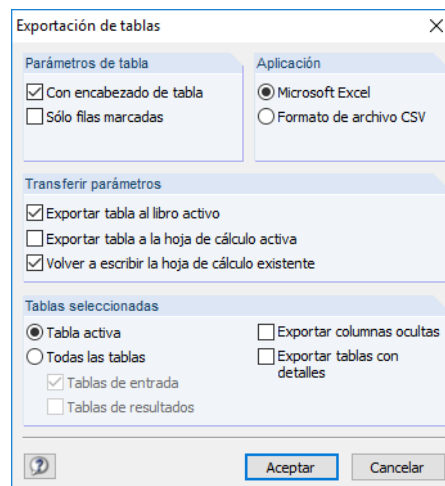 Exportación de tablas
Parámetros de tabla
Con encabezado de tabla
Sólo filas marcadas
Aplicación
Microsoft Excel
Formato de archivo CSV
Transferir parámetros
Exportar tabla al libro activo
Exportar tabla a la hoja de cálculo activa
Volver a escribir la hoja de cálculo existente
Tablas seleccionadas
Tabla activa
Todas las tablas
Tablas de entrada
Tablas de resultados
Exportar columnas ocultas
Exportar tablas con
detalles
Aceptar
Cancelar